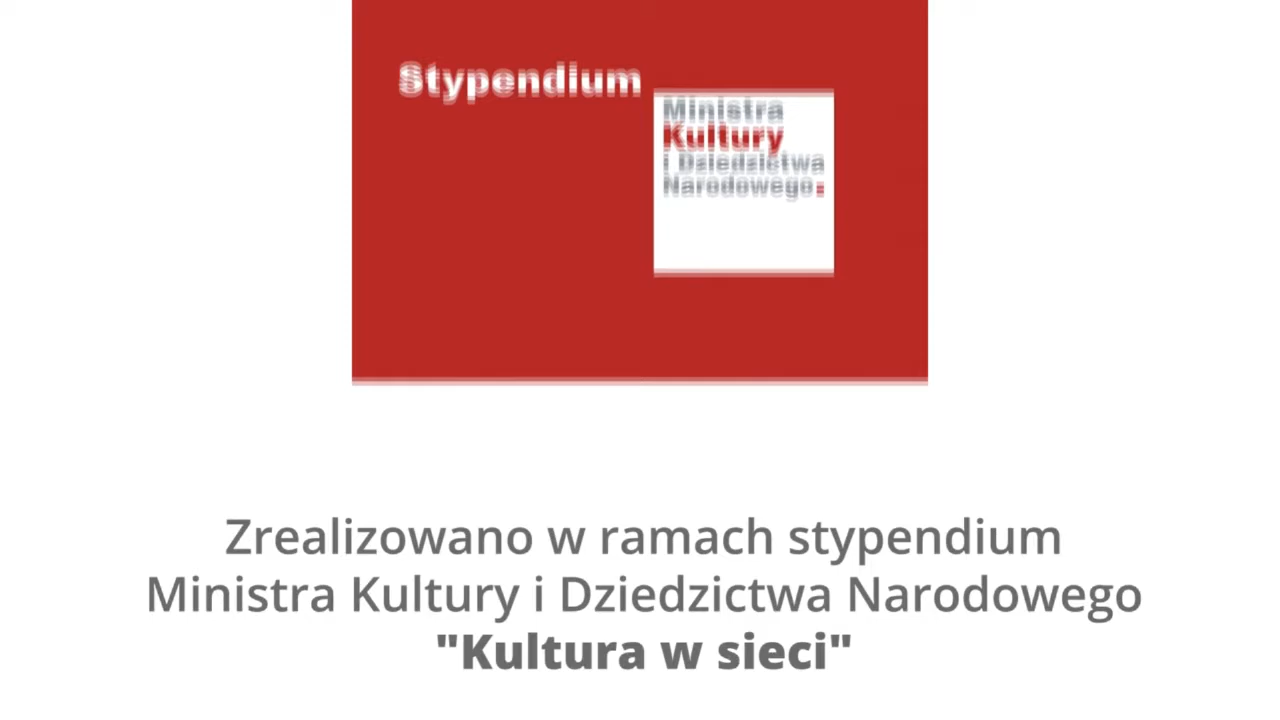 Stypendium
Ministra
Kultury
i Dziedzictwa
Narodowego:
Zrealizowano w ramach stypendium
Ministra Kultury i Dziedzictwa Narodowego
"Kultura w sieci"